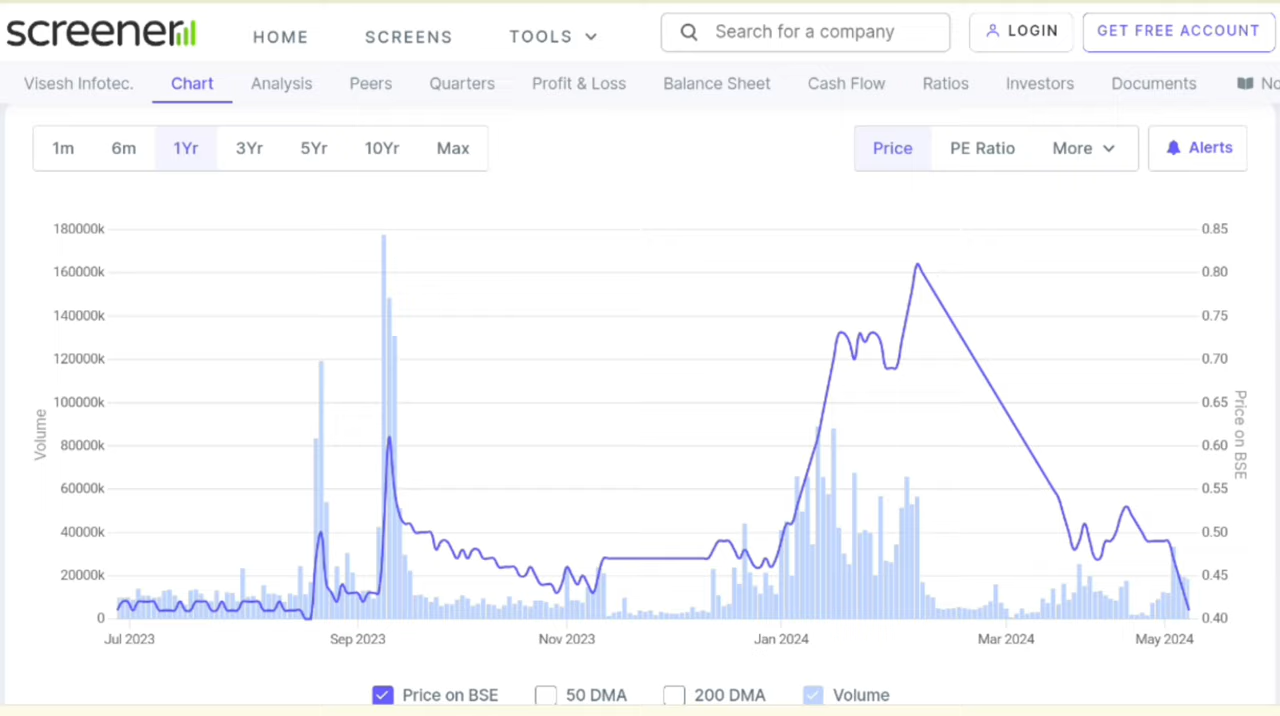 screener HOME SCREENS TOOLS Search for a company LOGIN GET FREE ACCOUNT
Visesh Infotec. Chart Analysis Peers Quarters Profit & Loss Balance Sheet Cash Flow Ratios Investors Documents No
1m 6m 1Yr 3Yr 5Yr 10Yr Max Price PE Ratio More Alerts
180000k 0.85
160000k 0.80
140000k 0.75
120000k 0.70
100000k 0.65
80000k 0.60
60000k 0.55
40000k 0.50
20000k 0.45
0 0.40
Volume
Price on BSE
Jul 2023 Sep 2023 Nov 2023 Jan 2024 Mar 2024 May 2024
Price on BSE 50 DMA 200 DMA Volume